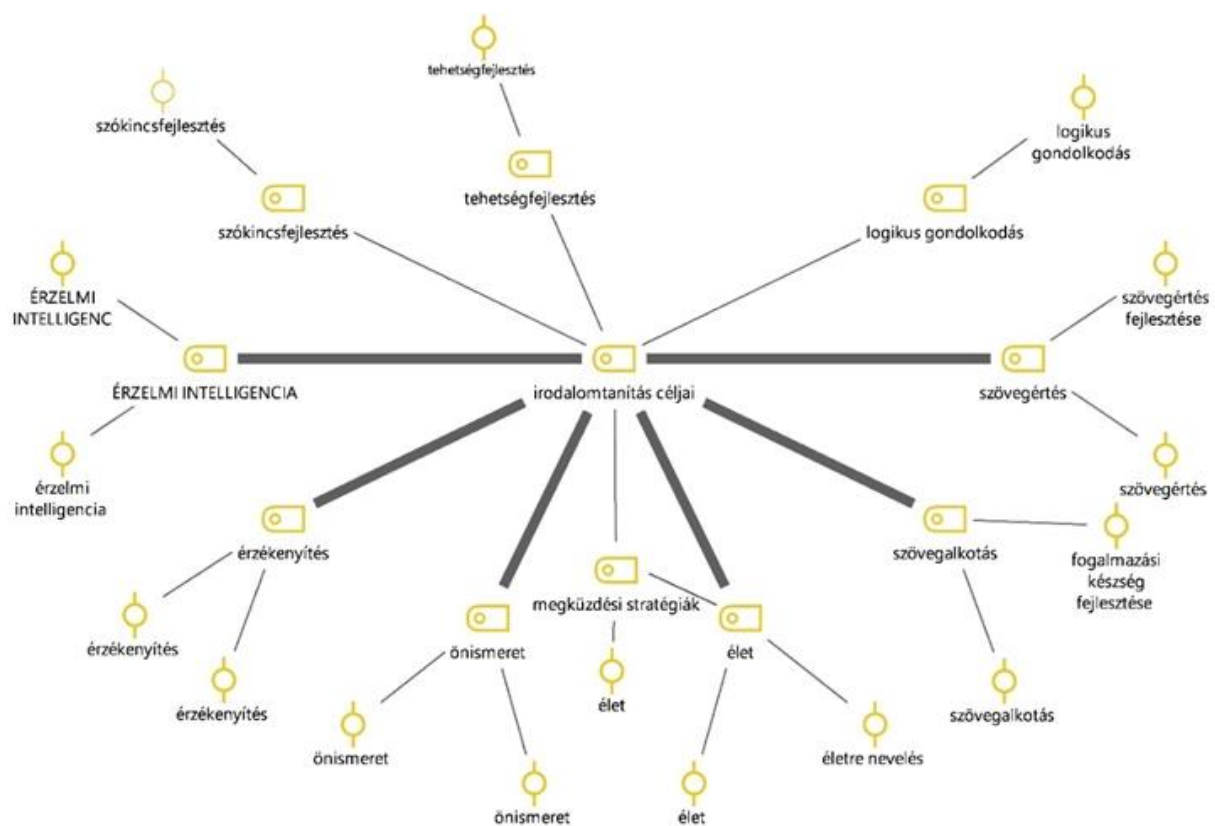 tehetségfejlesztés
szókincsfejlesztés
logikus
gondolkodás
tehetségfejlesztés
szókincsfejlesztés
logikus gondolkodás
ÉRZELMI
INTELLIGENC
szövegértés
fejlesztése
ÉRZELMI INTELLIGENCIA
irodalomtanítás céljai
szövegértés
érzelmi
intelligencia
szövegértés
érzékenyítés
szövegalkotás
fogalmazási
készség
fejlesztése
megküzdési stratégiák
érzékenyítés
önismeret
élet
érzékenyítés
élet
szövegalkotás
önismeret
életre nevelés
önismeret
élet